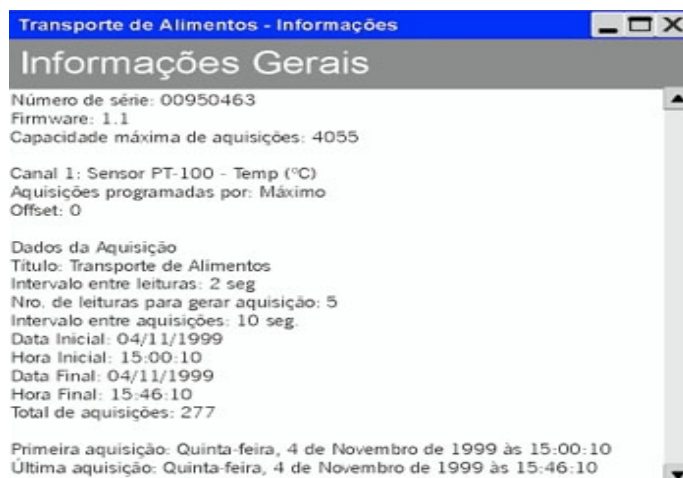 Transporte de Alimentos - Informações
Informações Gerais
Número de série: 00950463
Firmware: 1.1
Capacidade máxima de aquisições: 4055
Canal 1: Sensor PT-100 - Temp (°C)
Aquisições programadas por: Máximo
Offset: 0
Dados da Aquisição
Título: Transporte de Alimentos
Intervalo entre leituras: 2 seg
Nro. de leituras para gerar aquisição: 5
Intervalo entre aquisições: 10 seg.
Data Inicial: 04/11/1999
Hora Inicial: 15:00:10
Data Final: 04/11/1999
Hora Final: 15:46:10
Total de aquisições: 277
Primeira aquisição: Quinta-feira, 4 de Novembro de 1999 às 15:00:10
Última aquisição: Quinta-feira, 4 de Novembro de 1999 às 15:46:10